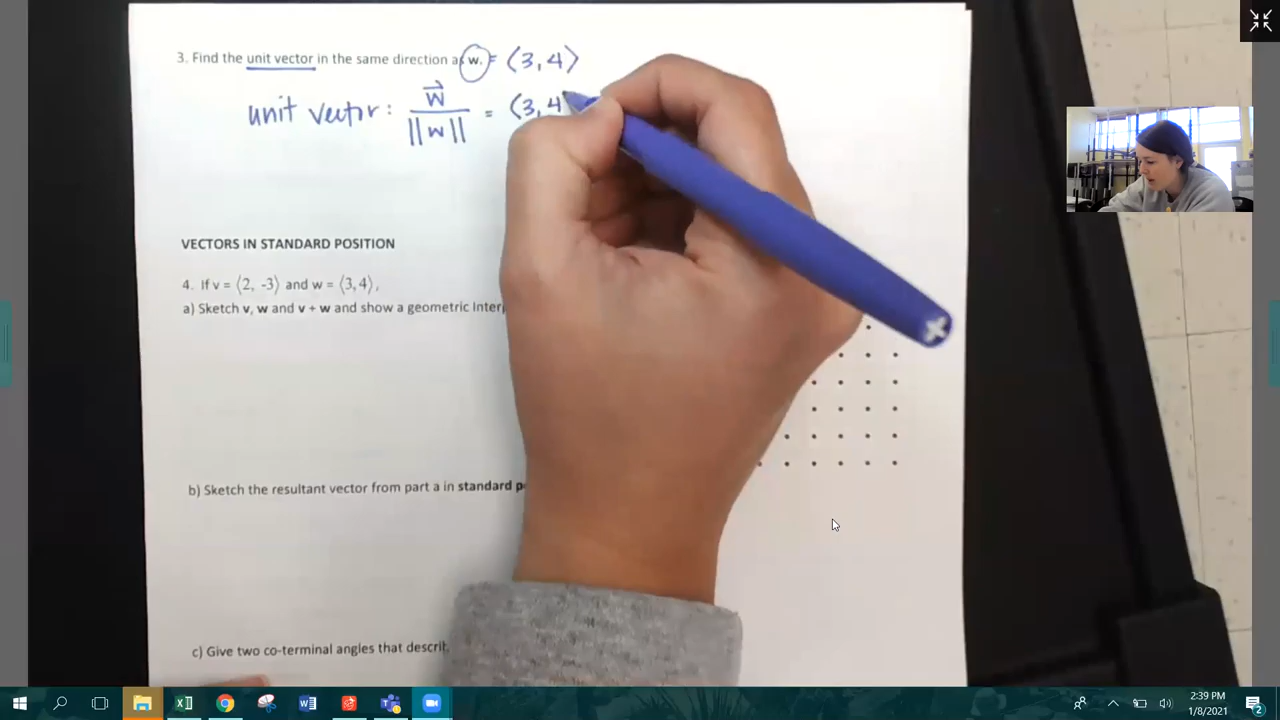 3. Find the unit vector in the same direction as w. = ⟨3, 4⟩
unit vector: w⃗ / ||w|| = ⟨3, 4
VECTORS IN STANDARD POSITION
4. If v = ⟨2, -3⟩ and w = ⟨3, 4⟩,
a) Sketch v, w and v + w and show a geometric
b) Sketch the resultant vector from part a in standard
c) Give two co-terminal angles that
2:39 PM
1/8/2021
2